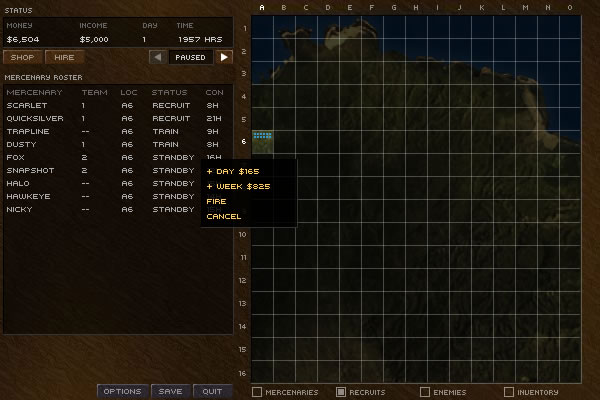 STATUS
MONEY INCOME DAY TIME
$6,504 $5,000 1 1957 HRS
SHOP HIRE PAUSED
MERCENARY ROSTER
MERCENARY TEAM LOC STATUS CON
SCARLET 1 A6 RECRUIT 8H
QUICKSILVER 1 A6 RECRUIT 21H
TRAPLINE -- A6 TRAIN 9H
DUSTY 1 A6 TRAIN 8H
FOX 2 A6 STANDBY 16H
SNAPSHOT 2 A6 STANDBY
HALO -- A6 STANDBY
HAWKEYE -- A6 STANDBY
NICKY -- A6 STANDBY
+ DAY $165
+ WEEK $825
FIRE
CANCEL
OPTIONS SAVE QUIT
A B C D E F G H I J K L M N O
1
2
3
4
5
6
10
11
12
13
14
15
16
MERCENARIES RECRUITS ENEMIES INVENTORY